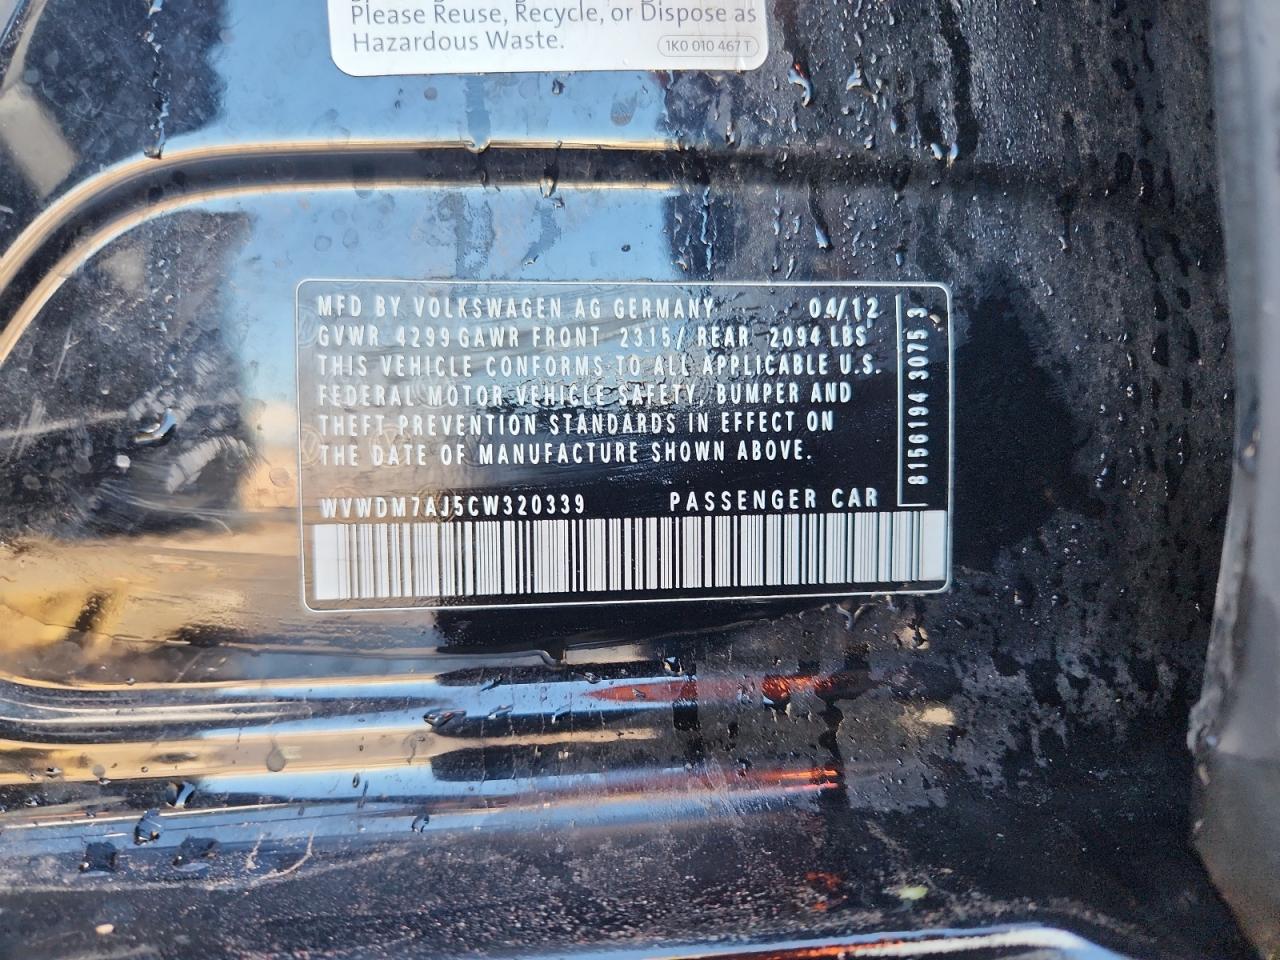 Please Reuse, Recycle, or Dispose as
Hazardous Waste.
1K0 010 467 T
MFD BY VOLKSWAGEN AG GERMANY 04/12
GVWR 4299 GAWR FRONT 2315/ REAR 2094 LBS
THIS VEHICLE CONFORMS TO ALL APPLICABLE U.S.
FEDERAL MOTOR VEHICLE SAFETY, BUMPER AND
THEFT PREVENTION STANDARDS IN EFFECT ON
THE DATE OF MANUFACTURE SHOWN ABOVE.
WVWDM7AJ5CW320339 PASSENGER CAR
8156194 3075 3